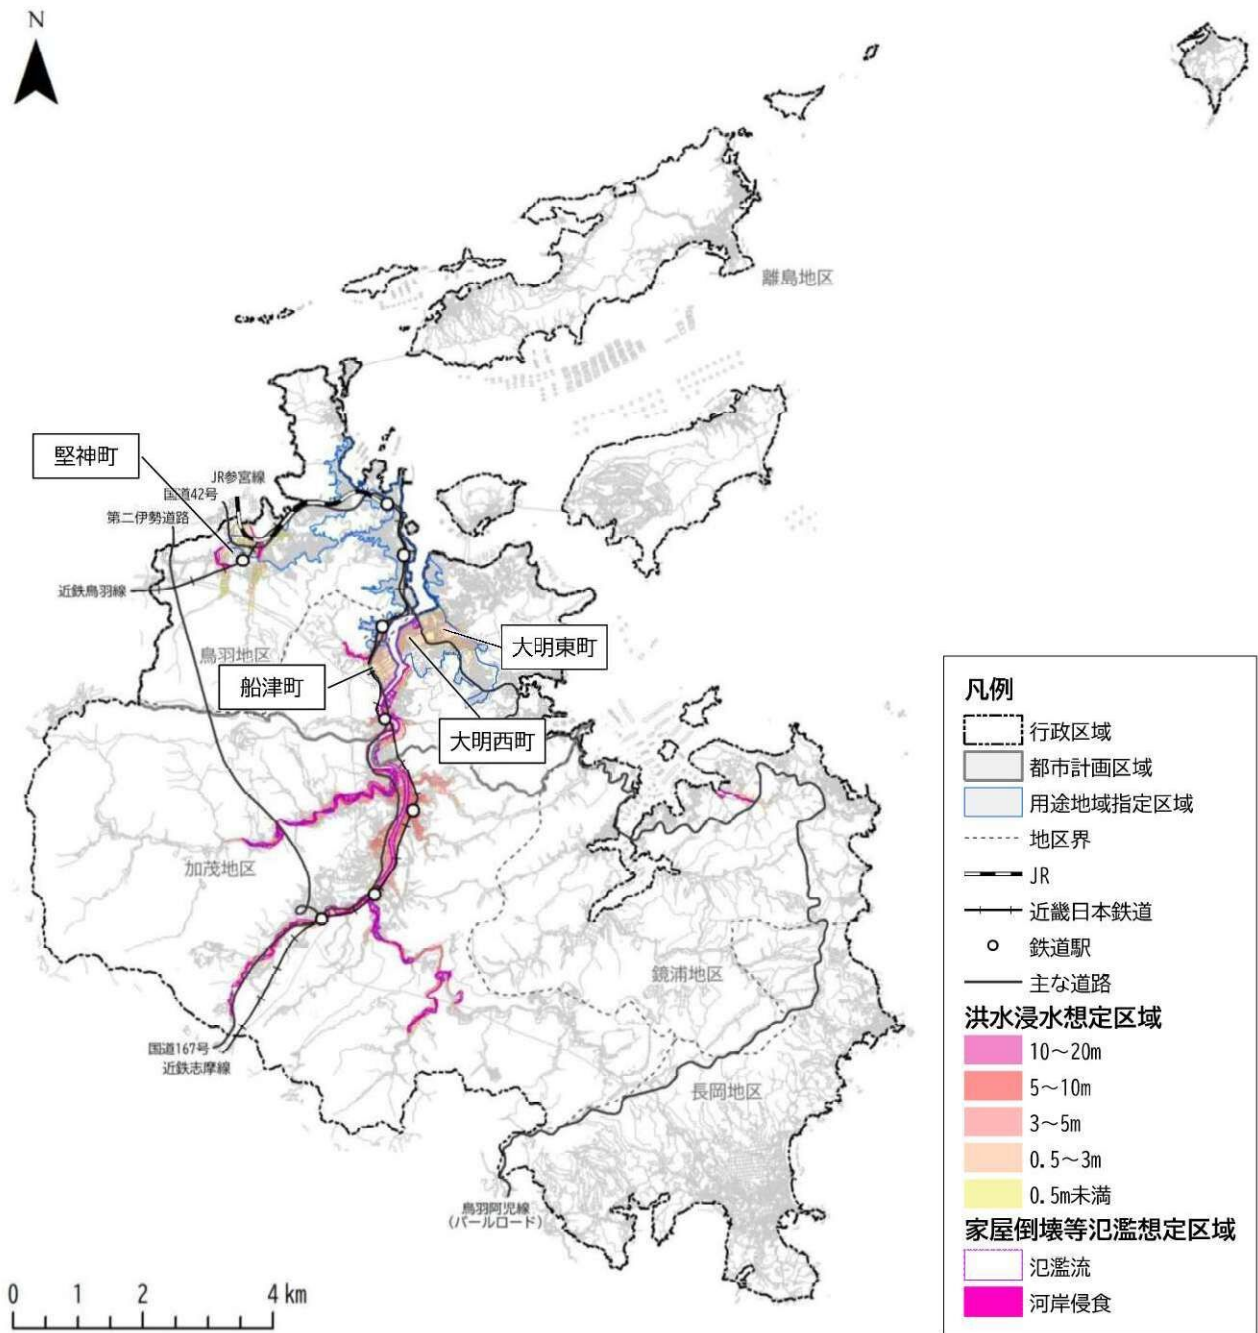 N
離島地区
堅神町
JR参宮線
国道42号
第二伊勢道路
近鉄鳥羽線
鳥羽地区
大明東町
船津町
大明西町
加茂地区
鏡浦地区
国道167号
近鉄志摩線
長岡地区
鳥羽阿児線
(パールロード)
0 1 2 4 km
凡例
行政区域
都市計画区域
用途地域指定区域
地区界
JR
近畿日本鉄道
鉄道駅
主な道路
洪水浸水想定区域
10～20m
5～10m
3～5m
0.5～3m
0.5m未満
家屋倒壊等氾濫想定区域
氾濫流
河岸侵食